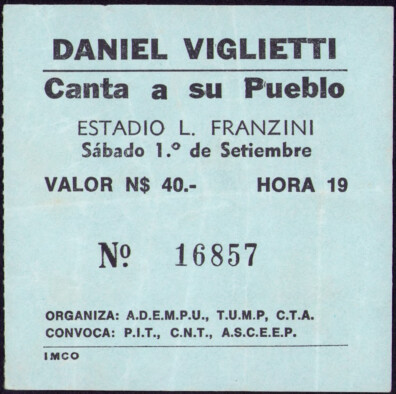 DANIEL VIGLIETTI
Canta a su Pueblo
ESTADIO L. FRANZINI
Sábado 1.º de Setiembre
VALOR N$ 40.- HORA 19
Nº 16857
ORGANIZA: A.D.E.M.P.U., T.U.M.P, C.T.A.
CONVOCA: P.I.T., C.N.T., A.S.C.E.E.P.
IMCO